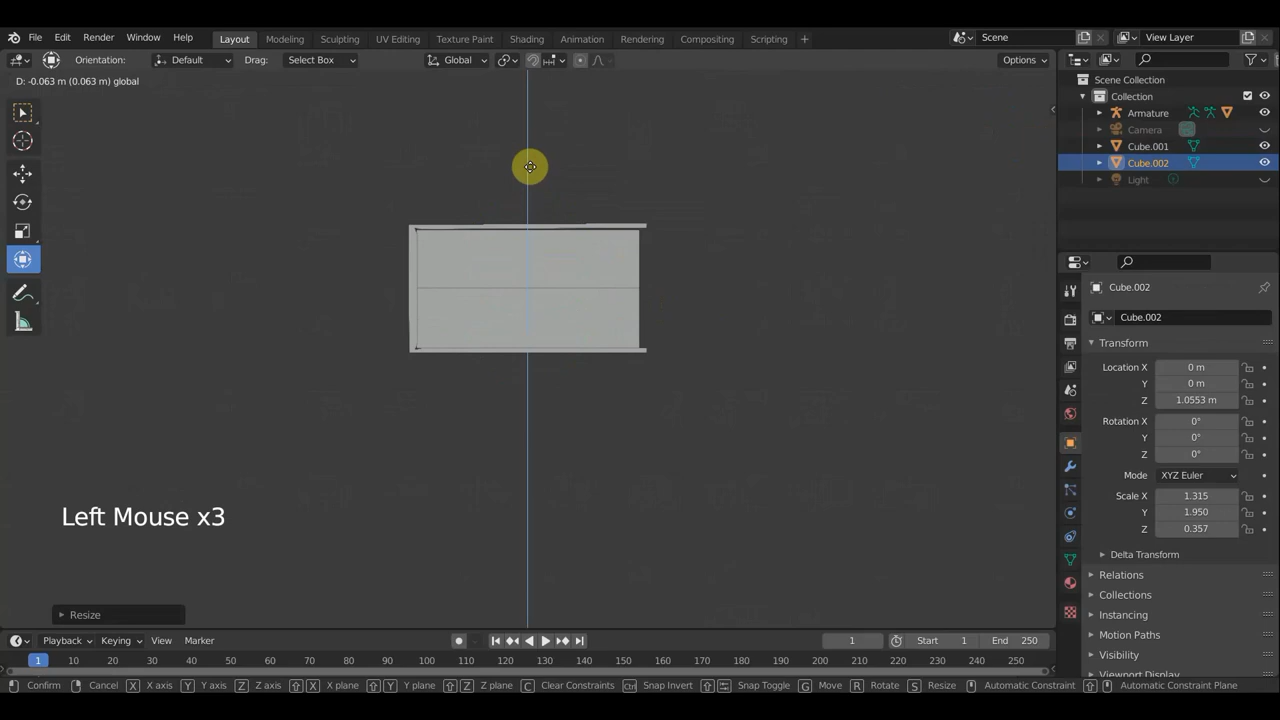 File Edit Render Window Help Layout Modeling Sculpting UV Editing Texture Paint Shading Animation Rendering Compositing Scripting + Scene View Layer
Orientation: Default Drag: Select Box Global Options
D: -0.063 m (0.063 m) global
Scene Collection
Collection
Armature
Camera
Cube.001
Cube.002
Light
Cube.002
Cube.002
Transform
Location X 0 m
Y 0 m
Z 1.0553 m
Rotation X 0°
Y 0°
Z 0°
Mode XYZ Euler
Scale X 1.315
Y 1.950
Z 0.357
Delta Transform
Relations
Collections
Instancing
Motion Paths
Visibility
Viewport Display
Left Mouse x3
Resize
Playback Keying View Marker 1 Start 1 End 250
1 10 20 30 40 50 60 70 80 90 100 110 120 130 140 150 160 170 180 190 200 210 220 230 240 250
Confirm Cancel X X axis Y Y axis Z Z axis X X plane Y Y plane Z Z plane C Clear Constraints Ctrl Snap Invert Snap Toggle G Move R Rotate S Resize Automatic Constraint Automatic Constraint Plane